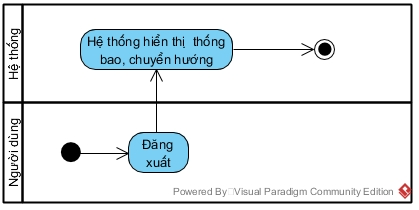 Hệ thống
Hệ thống hiển thị thống
bao, chuyển hướng
Người dùng
Đăng
xuất
Powered By Visual Paradigm Community Edition